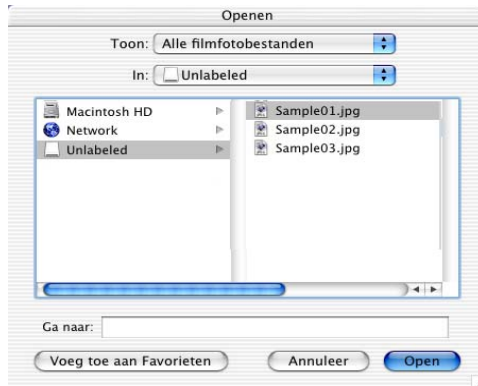 Openen
Toon: Alle filmfotobestanden
In: Unlabeled
Macintosh HD
Network
Unlabeled
Sample01.jpg
Sample02.jpg
Sample03.jpg
Ga naar:
Voeg toe aan Favorieten
Annuleer
Open